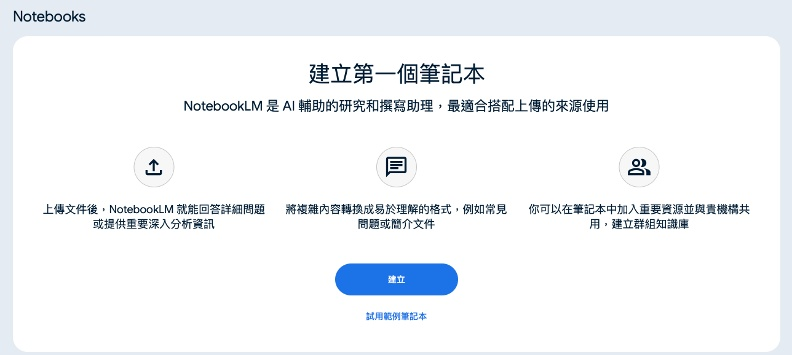 Notebooks
建立第一個筆記本
NotebookLM 是 AI 輔助的研究和撰寫助理，最適合搭配上傳的來源使用
上傳文件後，NotebookLM 就能回答詳細問題
或提供重要深入分析資訊
將複雜內容轉換成易於理解的格式，例如常見
問題或簡介文件
你可以在筆記本中加入重要資源並與貴機構共
用，建立群組知識庫
建立
試用範例筆記本